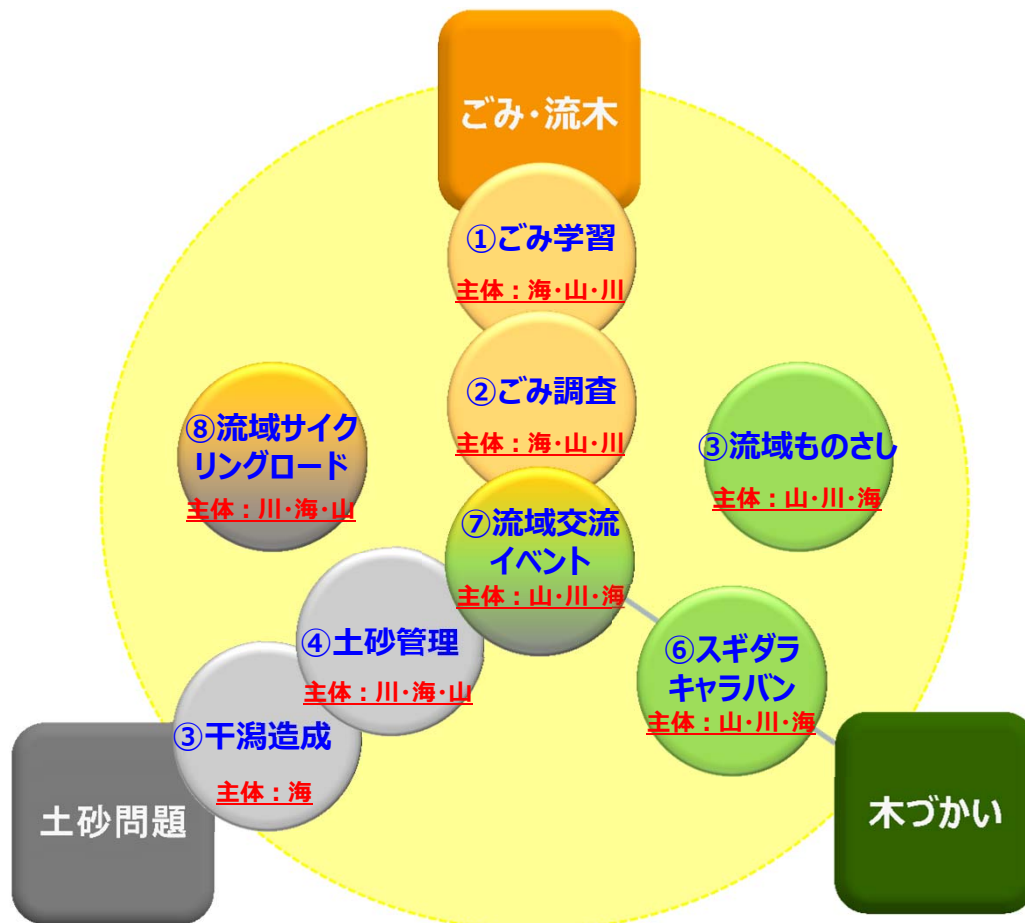 ごみ・流木
①ごみ学習
主体:海・山・川
②ごみ調査
主体:海・山・川
⑧流域サイク
リングロード
主体:川・海・山
③流域ものさし
主体:山・川・海
⑦流域交流
イベント
主体:山・川・海
④土砂管理
主体:川・海・山
⑥スギダラ
キャラバン
主体:山・川・海
③干潟造成
主体:海
土砂問題
木づかい